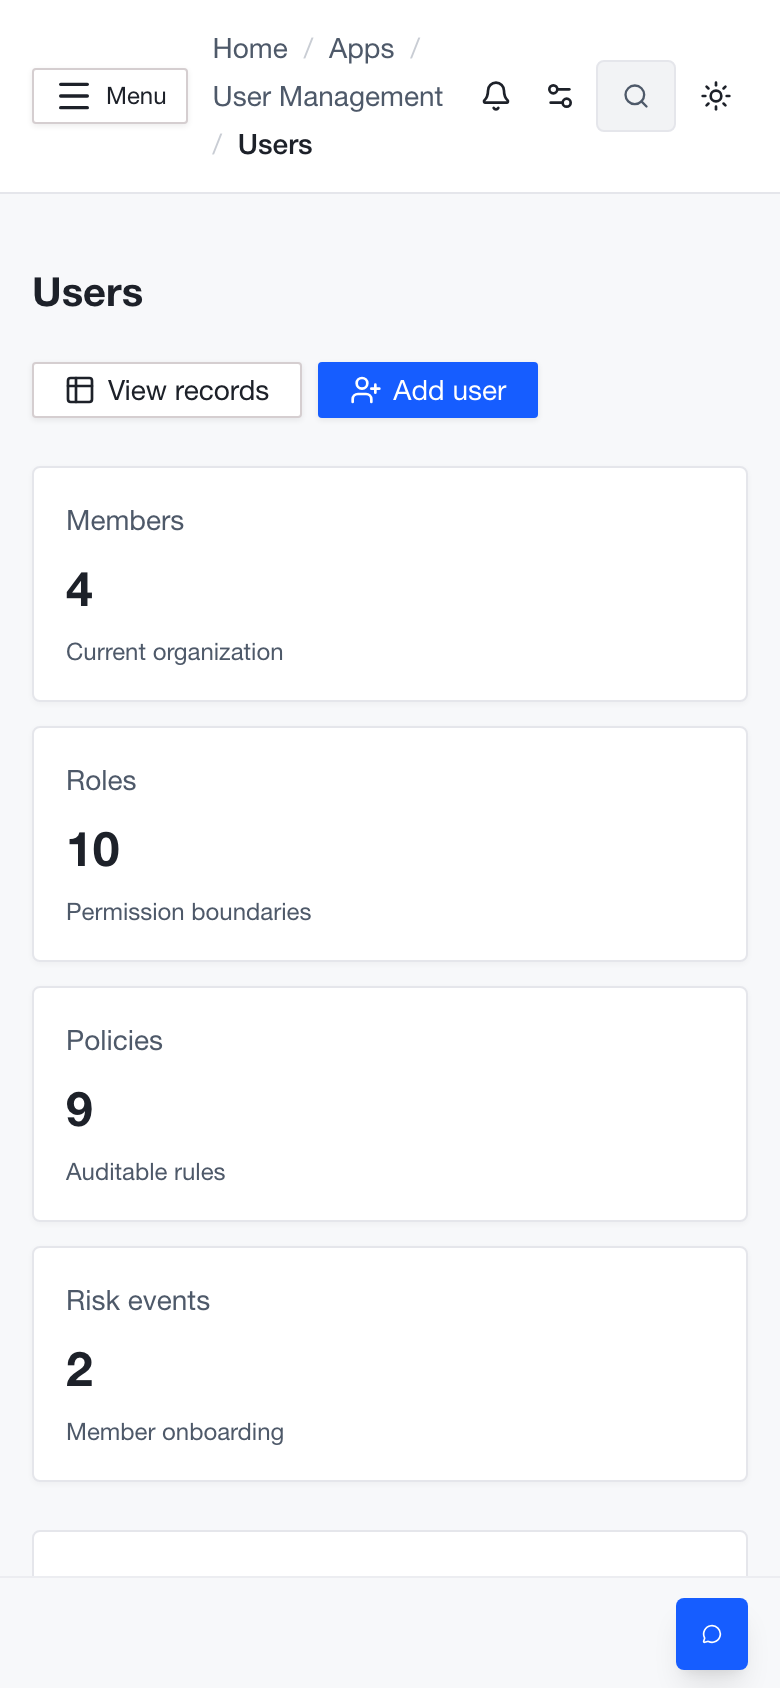 Menu
Home / Apps /
User Management
/ Users
Users
View records
Add user
Members
4
Current organization
Roles
10
Permission boundaries
Policies
9
Auditable rules
Risk events
2
Member onboarding